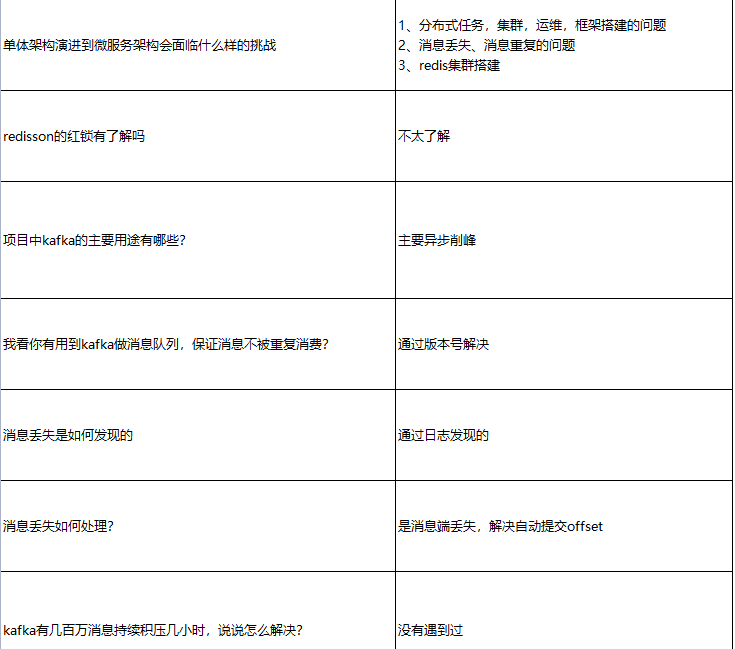 单体架构演进到微服务架构会面临什么样的挑战
1、分布式任务，集群，运维，框架搭建的问题
2、消息丢失、消息重复的问题
3、redis集群搭建
redisson的红锁有了解吗
不太了解
项目中kafka的主要用途有哪些？
主要异步削峰
我看你有用到kafka做消息队列，保证消息不被重复消费？
通过版本号解决
消息丢失是如何发现的
通过日志发现的
消息丢失如何处理？
是消息端丢失，解决自动提交offset
kafka有几百万消息持续积压几小时，说说怎么解决？
没有遇到过